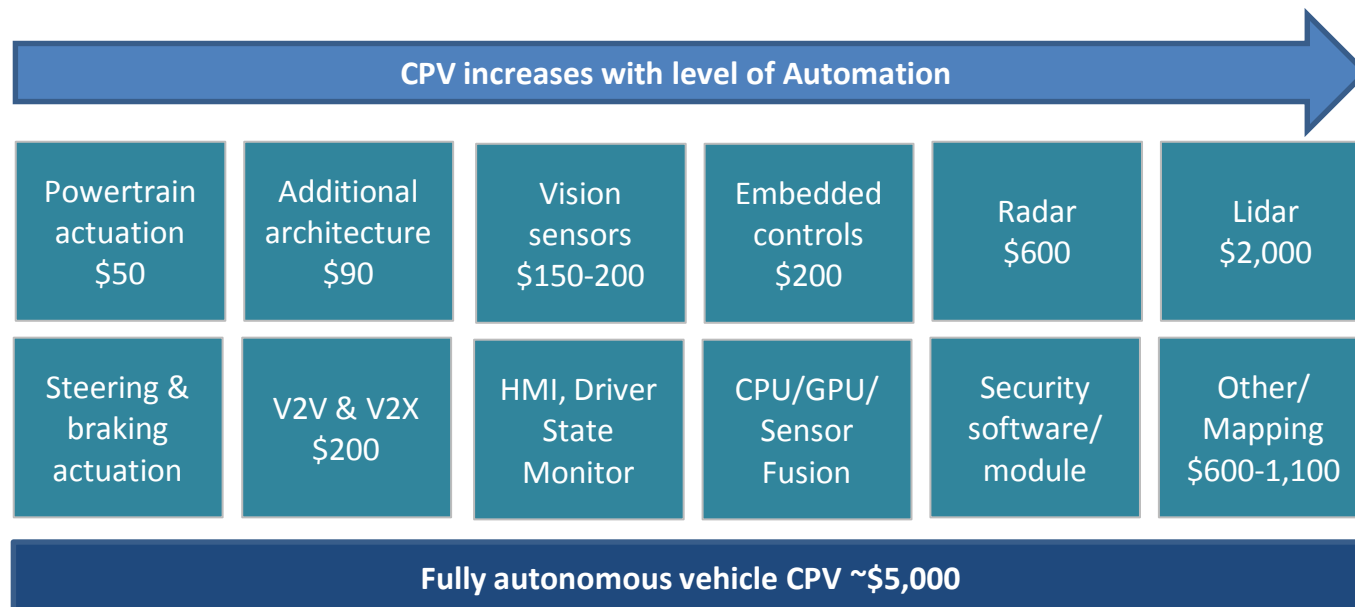 CPV increases with level of Automation
Powertrain
actuation
$50
Additional
architecture
$90
Vision
sensors
$150-200
Embedded
controls
$200
Radar
$600
Lidar
$2,000
Steering &
braking
actuation
V2V & V2X
$200
HMI, Driver
State
Monitor
CPU/GPU/
Sensor
Fusion
Security
software/
module
Other/
Mapping
$600-1,100
Fully autonomous vehicle CPV ~$5,000